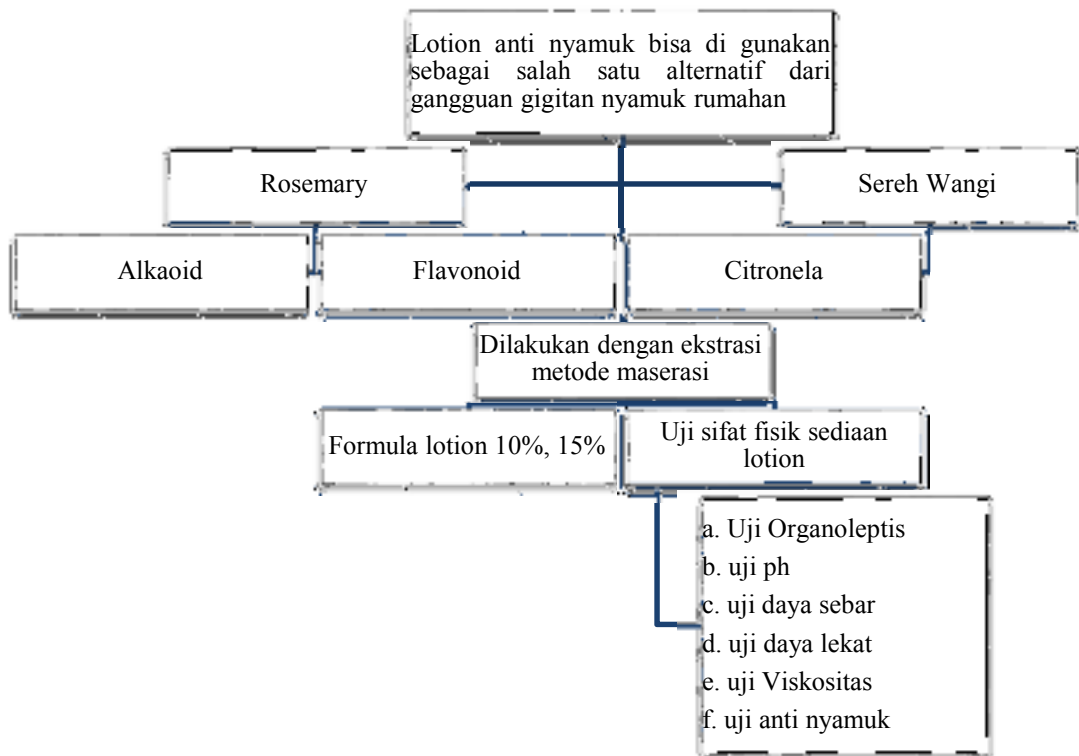 Lotion anti nyamuk bisa di gunakan
sebagai salah satu alternatif dari
gangguan gigitan nyamuk rumahan
Rosemary
Sereh Wangi
Alkaoid
Flavonoid
Citronela
Dilakukan dengan ekstrasi
metode maserasi
Formula lotion 10%, 15%
Uji sifat fisik sediaan
lotion
a. Uji Organoleptis
b. uji ph
c. uji daya sebar
d. uji daya lekat
e. uji Viskositas
f. uji anti nyamuk